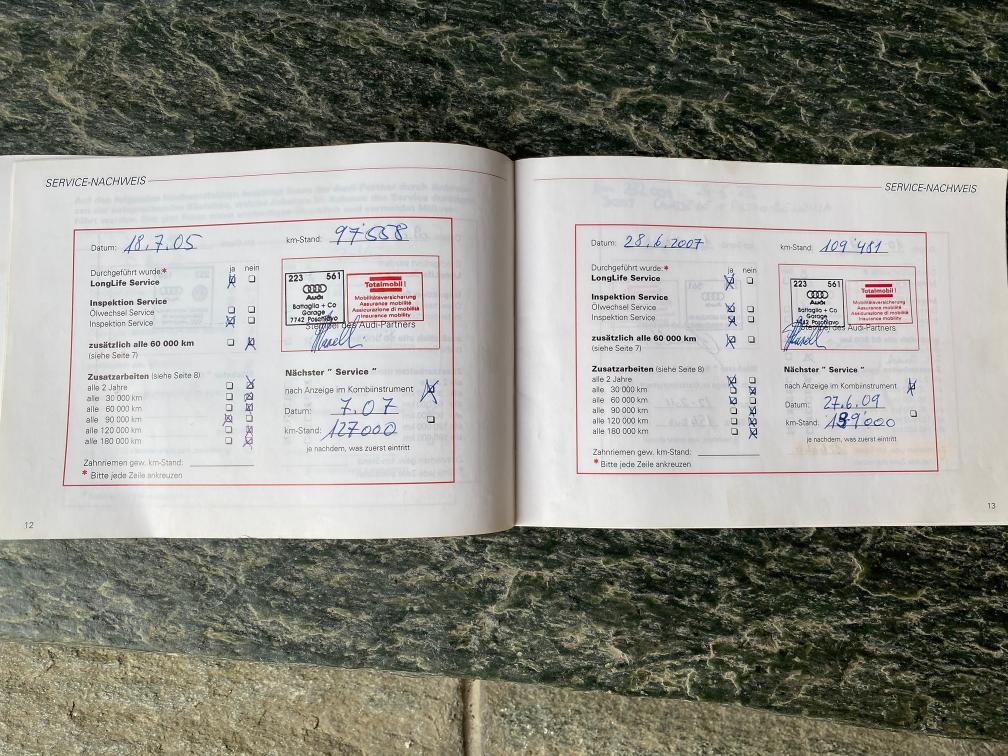 SERVICE-NACHWEIS
Datum: 18.7.05 km-Stand: 97'558
Durchgeführt wurde:* ja nein
LongLife Service
Inspektion Service
Ölwechsel Service
Inspektion Service
zusätzlich alle 60 000 km
(siehe Seite 7)
Zusatzarbeiten (siehe Seite 8)
alle 2 Jahre
alle 30 000 km
alle 60 000 km
alle 90 000 km
alle 120 000 km
alle 180 000 km
Zahnriemen gew. km-Stand:
* Bitte jede Zeile ankreuzen
223 561
Audi
Battaglia + Co
Garage
7742 Poschiavo
Totalmobil!
Mobilitätsversicherung
Assurance mobilité
Assicurazione di mobilità
Insurance mobility
Stempel des Audi-Partners
Nächster " Service "
nach Anzeige im Kombiinstrument
Datum: 7.07
km-Stand: 127000
je nachdem, was zuerst eintritt
12
SERVICE-NACHWEIS
Datum: 28.6.2007 km-Stand: 109'481
Durchgeführt wurde:* ja nein
LongLife Service
Inspektion Service
Ölwechsel Service
Inspektion Service
zusätzlich alle 60 000 km
(siehe Seite 7)
Zusatzarbeiten (siehe Seite 8)
alle 2 Jahre
alle 30 000 km
alle 60 000 km
alle 90 000 km
alle 120 000 km
alle 180 000 km
Zahnriemen gew. km-Stand:
* Bitte jede Zeile ankreuzen
223 561
Audi
Battaglia + Co
Garage
7742 Poschiavo
Totalmobil!
Mobilitätsversicherung
Assurance mobilité
Assicurazione di mobilità
Insurance mobility
Stempel des Audi-Partners
Nächster " Service "
nach Anzeige im Kombiinstrument
Datum: 27.6.09
km-Stand:
je nachdem, was zuerst eintritt
13